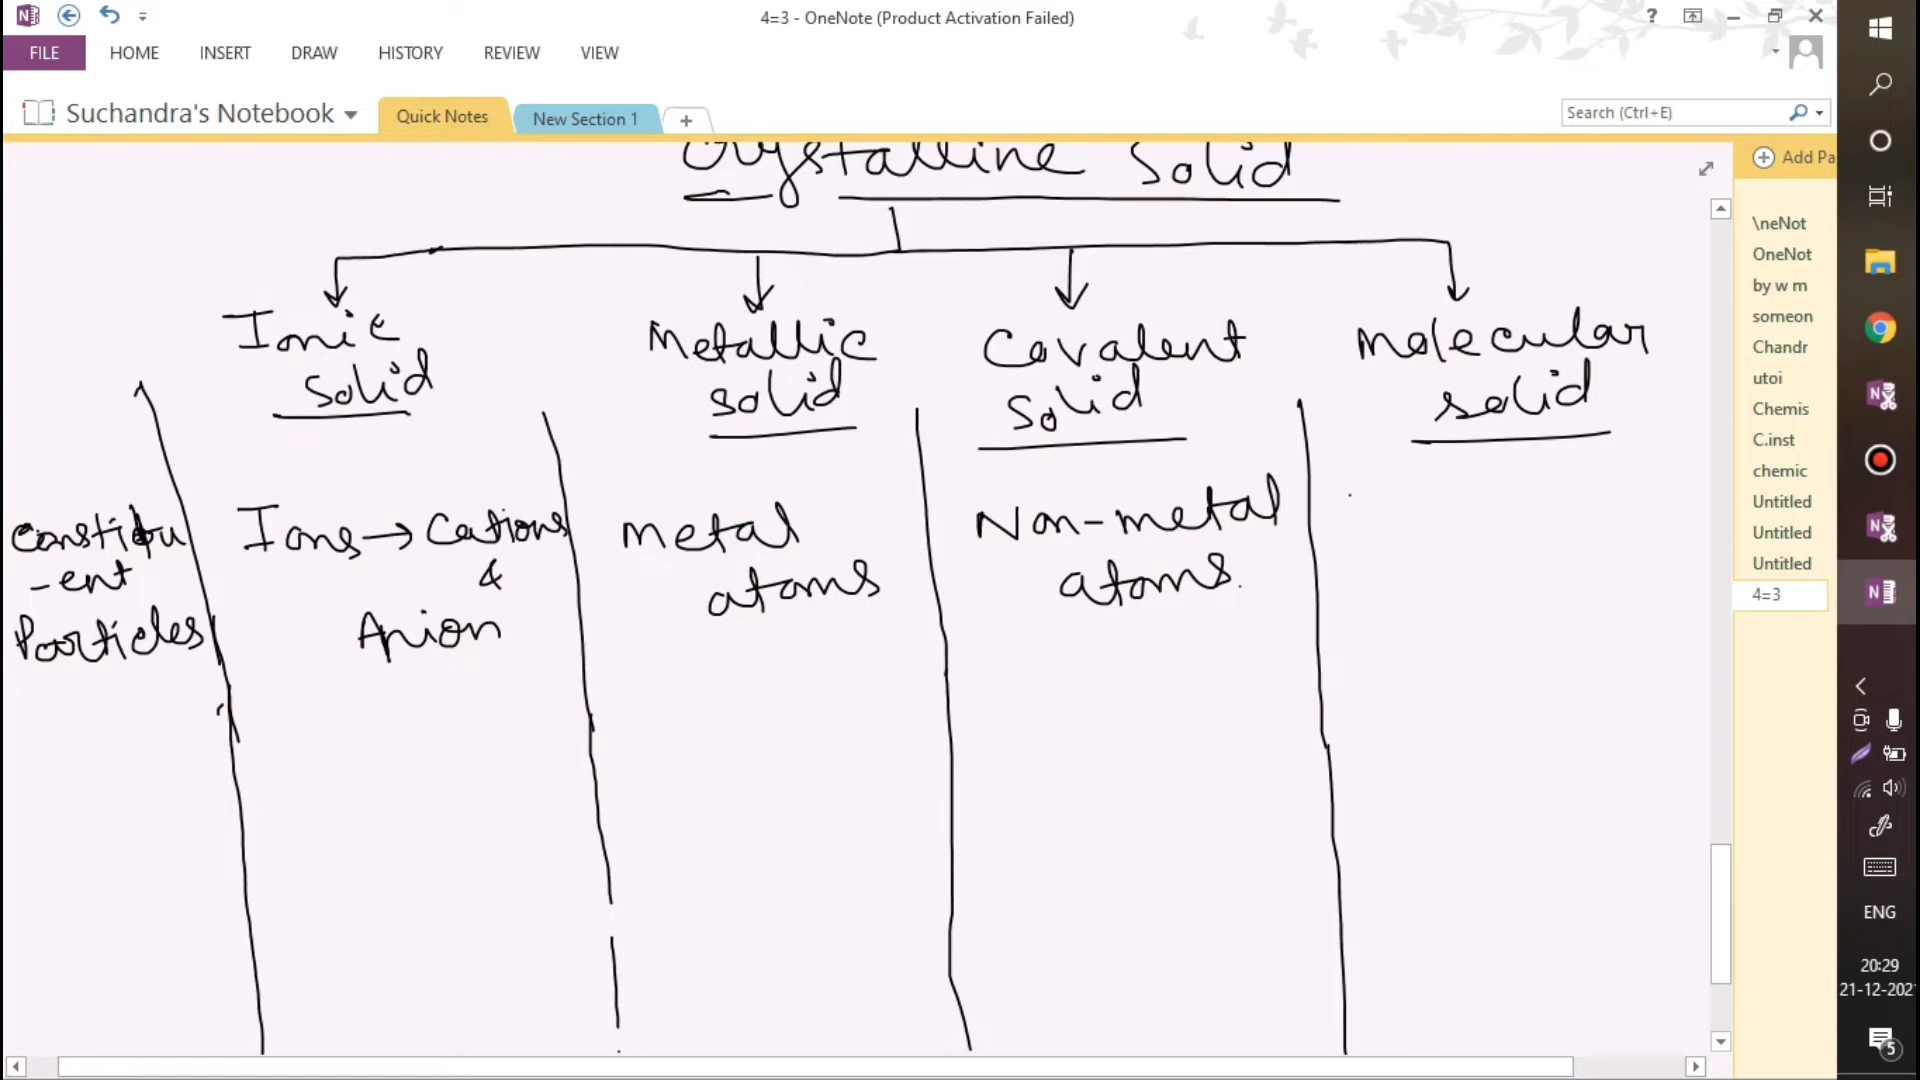 4=3 - OneNote (Product Activation Failed)
FILE HOME INSERT DRAW HISTORY REVIEW VIEW
Suchandra's Notebook
Quick Notes
New Section 1
Search (Ctrl+E)
Add Pa
Crystalline Solid
Ionic
Solid
Metallic
solid
Covalent
Solid
Molecular
solid
Constitu
-ent
Particles
Ions → Cations
&
Anion
Metal
atoms
Non-metal
atoms.
\neNot
OneNot
by w m
someon
Chandr
utoi
Chemis
C.inst
chemic
Untitled
Untitled
Untitled
4=3
ENG
20:29
21-12-202
5